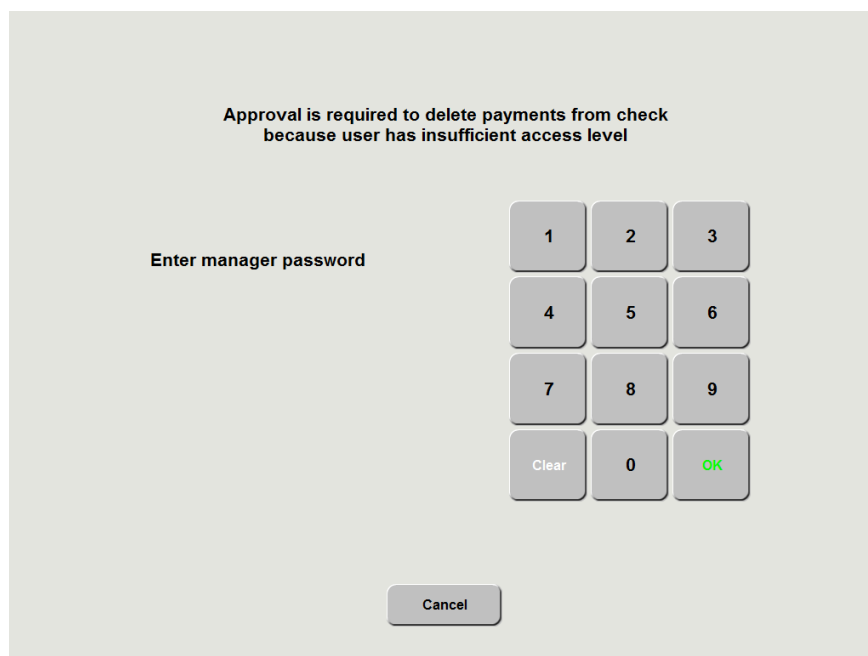 Approval is required to delete payments from check
because user has insufficient access level
Enter manager password
1 2 3
4 5 6
7 8 9
Clear 0 OK
Cancel